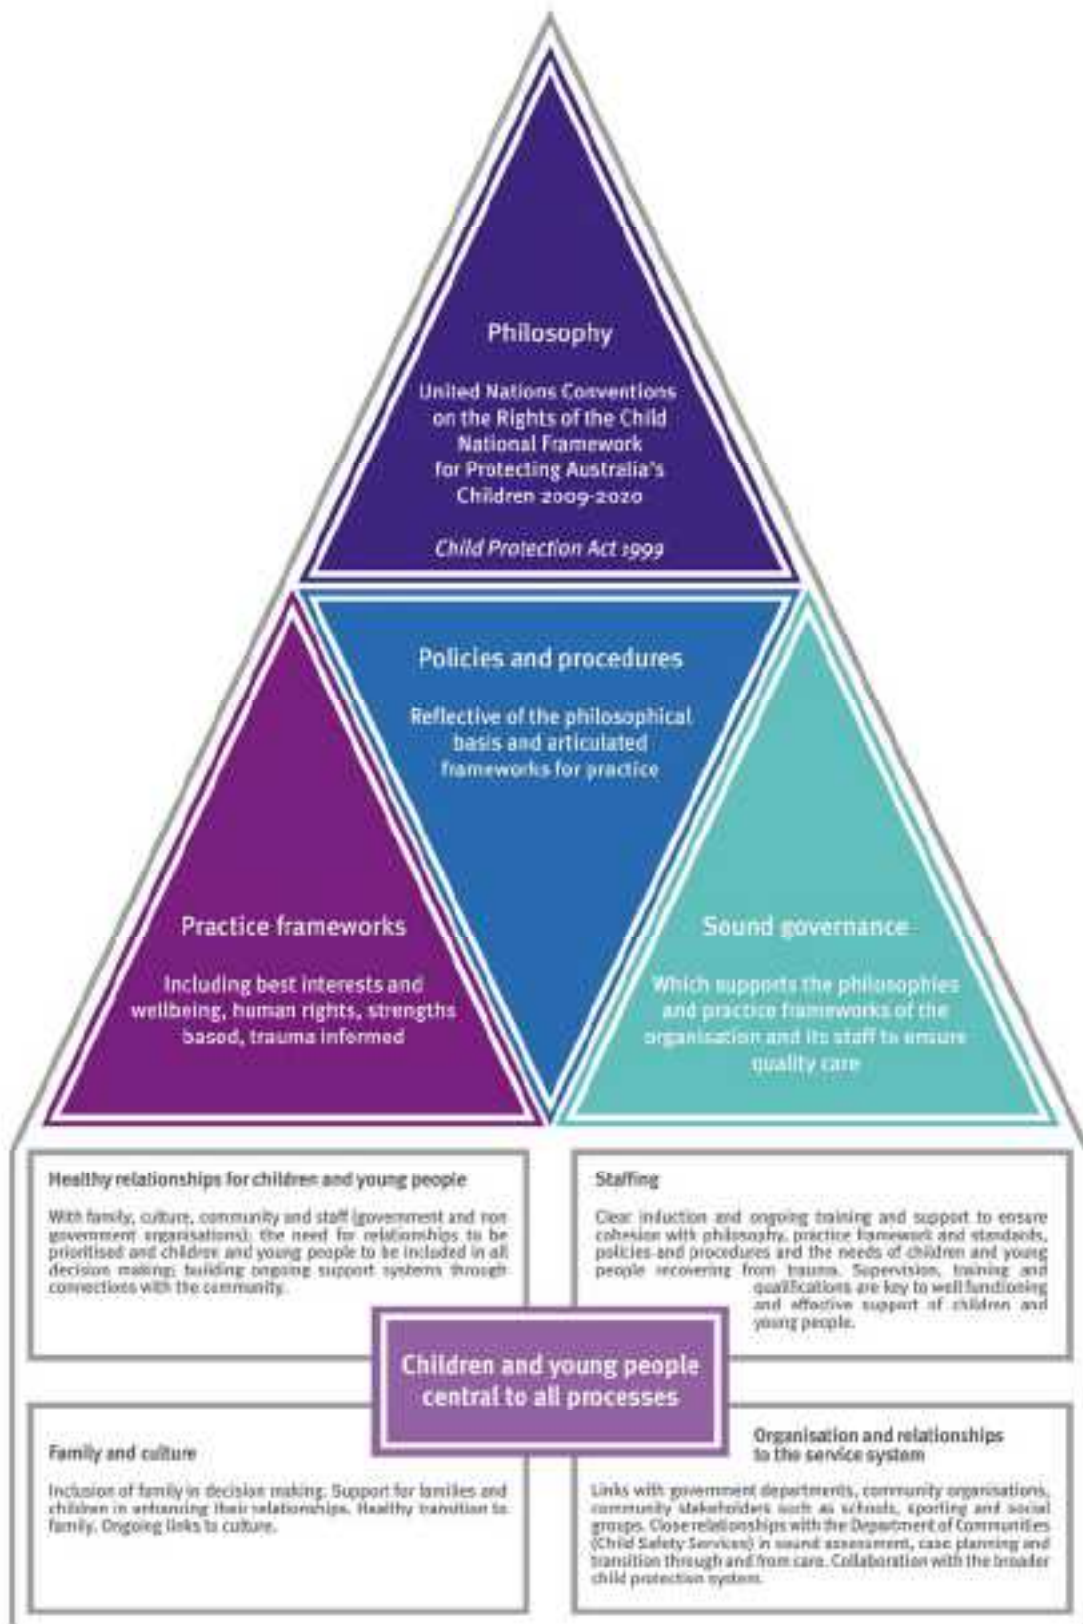 Philosophy
United Nations Conventions
on the Rights of the Child
National Framework
for Protecting Australia's
Children 2009-2020
Child Protection Act 1999
Policies and procedures
Reflective of the philosophical
basis and articulated
frameworks for practice
Practice frameworks
Including best interests and
wellbeing, human rights, strengths
based, trauma informed
Sound governance
Which supports the philosophies
and practice frameworks of the
organisation and its staff to ensure
quality care
Healthy relationships for children and young people
With family, culture, community and staff (government and non
government organisations); the need for relationships to be
prioritised and children and young people to be included in all
decision making; building ongoing support systems through
connections with the community.
Staffing
Clear induction and ongoing training and support to ensure
cohesion with philosophy, practice framework and standards,
policies and procedures and the needs of children and young
people recovering from trauma. Supervision, training and
qualifications are key to well functioning
and effective support of children and
young people.
Children and young people
central to all processes
Family and culture
Inclusion of family in decision making. Support for families and
children in enhancing their relationships. Healthy transition to
family. Ongoing links to culture.
Organisation and relationships
to the service system
Links with government departments, community organisations,
community stakeholders such as schools, sporting and social
groups. Close relationships with the Department of Communities
(Child Safety Services) in sound assessment, case planning and
transition through and from care. Collaboration with the broader
child protection system.